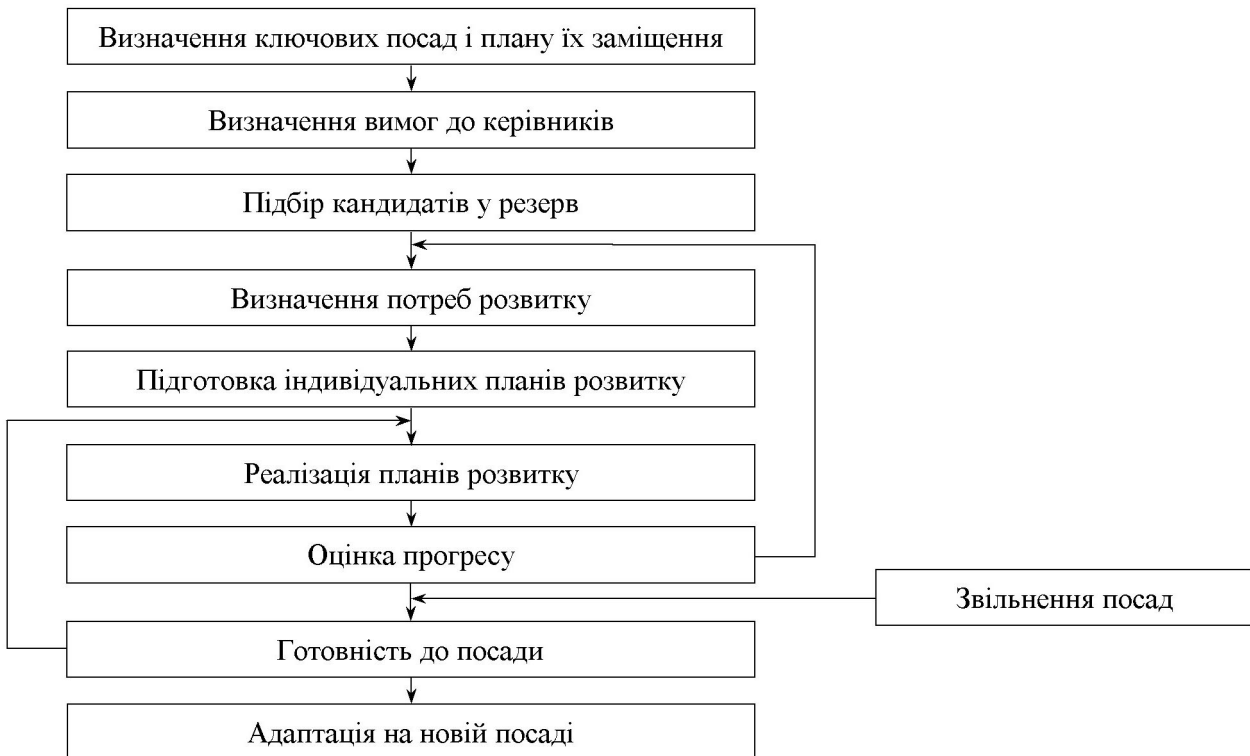 Визначення ключових посад і плану їх заміщення
Визначення вимог до керівників
Підбір кандидатів у резерв
Визначення потреб розвитку
Підготовка індивідуальних планів розвитку
Реалізація планів розвитку
Оцінка прогресу
Звільнення посад
Готовність до посади
Адаптація на новій посаді